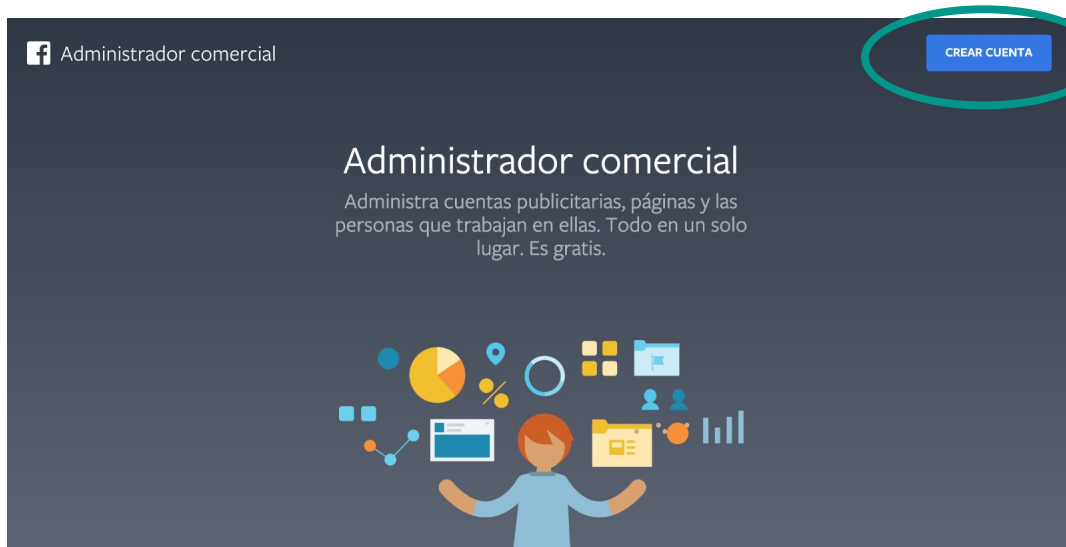 Administrador comercial
CREAR CUENTA
Administrador comercial
Administra cuentas publicitarias, páginas y las
personas que trabajan en ellas. Todo en un solo
lugar. Es gratis.